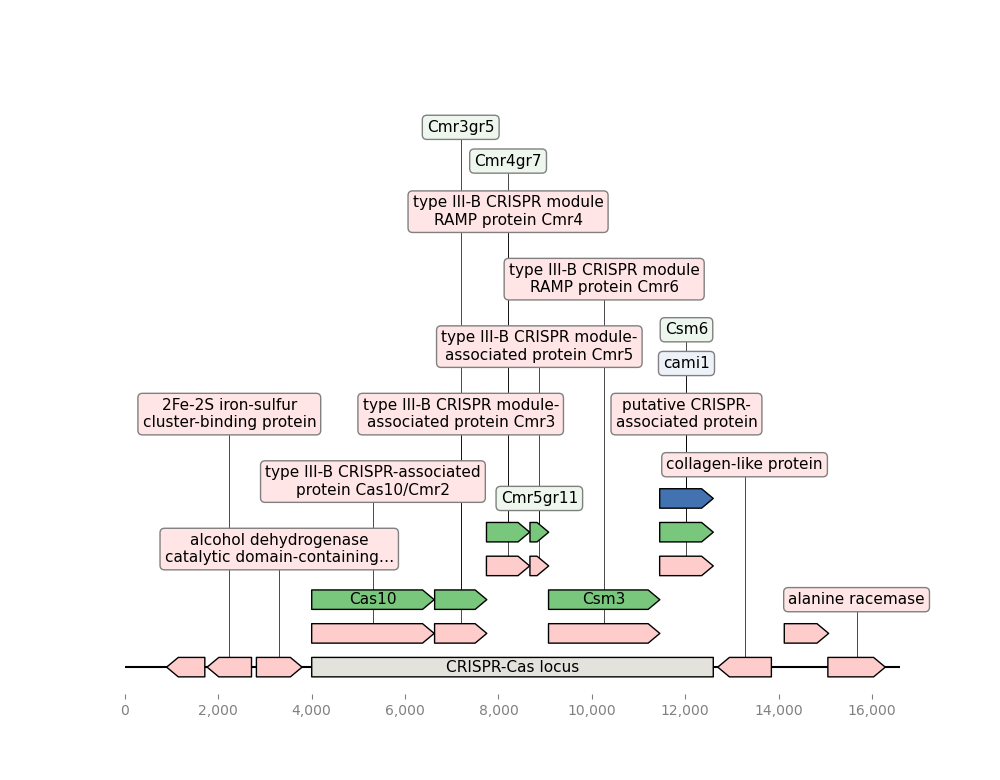 Cmr3gr5
Cmr4gr7
type III-B CRISPR module
RAMP protein Cmr4
type III-B CRISPR module
RAMP protein Cmr6
Csm6
type III-B CRISPR module-
associated protein Cmr5
cami1
2Fe-2S iron-sulfur
cluster-binding protein
type III-B CRISPR module-
associated protein Cmr3
putative CRISPR-
associated protein
collagen-like protein
type III-B CRISPR-associated
protein Cas10/Cmr2
Cmr5gr11
alcohol dehydrogenase
catalytic domain-containing…
Cas10
Csm3
alanine racemase
CRISPR-Cas locus
0
2,000
4,000
6,000
8,000
10,000
12,000
14,000
16,000